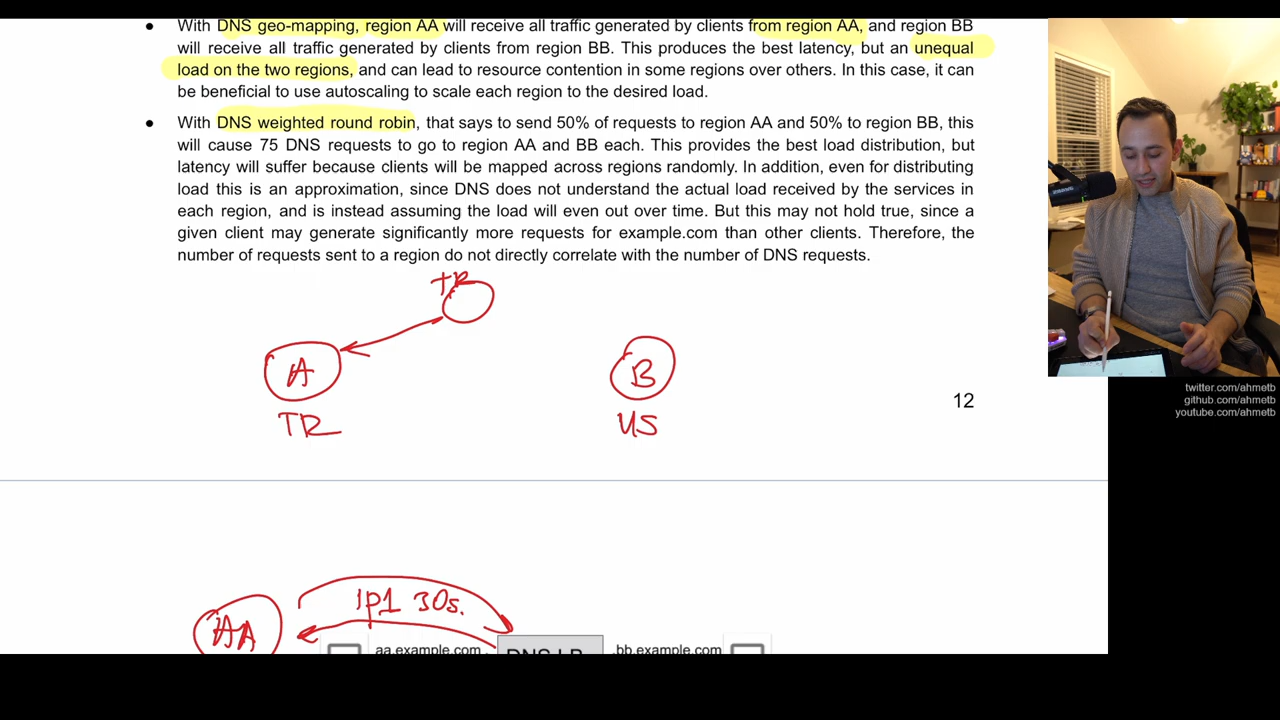 • With DNS geo-mapping, region AA will receive all traffic generated by clients from region AA, and region BB
will receive all traffic generated by clients from region BB. This produces the best latency, but an unequal
load on the two regions, and can lead to resource contention in some regions over others. In this case, it can
be beneficial to use autoscaling to scale each region to the desired load.
• With DNS weighted round robin, that says to send 50% of requests to region AA and 50% to region BB, this
will cause 75 DNS requests to go to region AA and BB each. This provides the best load distribution, but
latency will suffer because clients will be mapped across regions randomly. In addition, even for distributing
load this is an approximation, since DNS does not understand the actual load received by the services in
each region, and is instead assuming the load will even out over time. But this may not hold true, since a
given client may generate significantly more requests for example.com than other clients. Therefore, the
number of requests sent to a region do not directly correlate with the number of DNS requests.
TR
A
B
TR
US
12
twitter.com/ahmetb
github.com/ahmetb
youtube.com/ahmetb
IP1 30s.
AA
aa.example.com
DNS LB
.bb.example.com